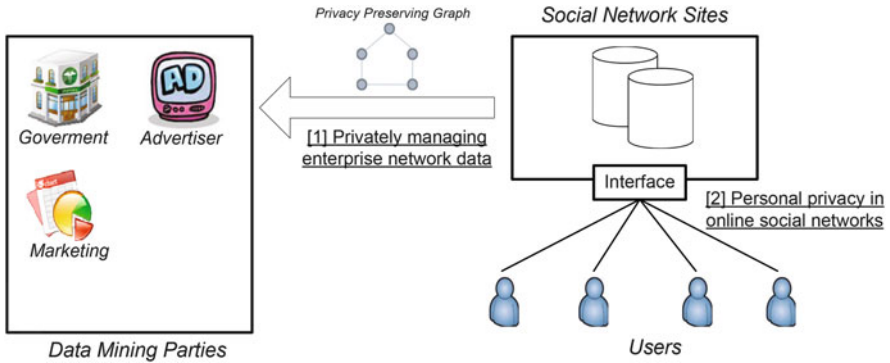 Privacy Preserving Graph
Social Network Sites
AD
Goverment
Advertiser
[1] Privately managing
enterprise network data
Interface
[2] Personal privacy in
online social networks
Marketing
Users
Data Mining Parties